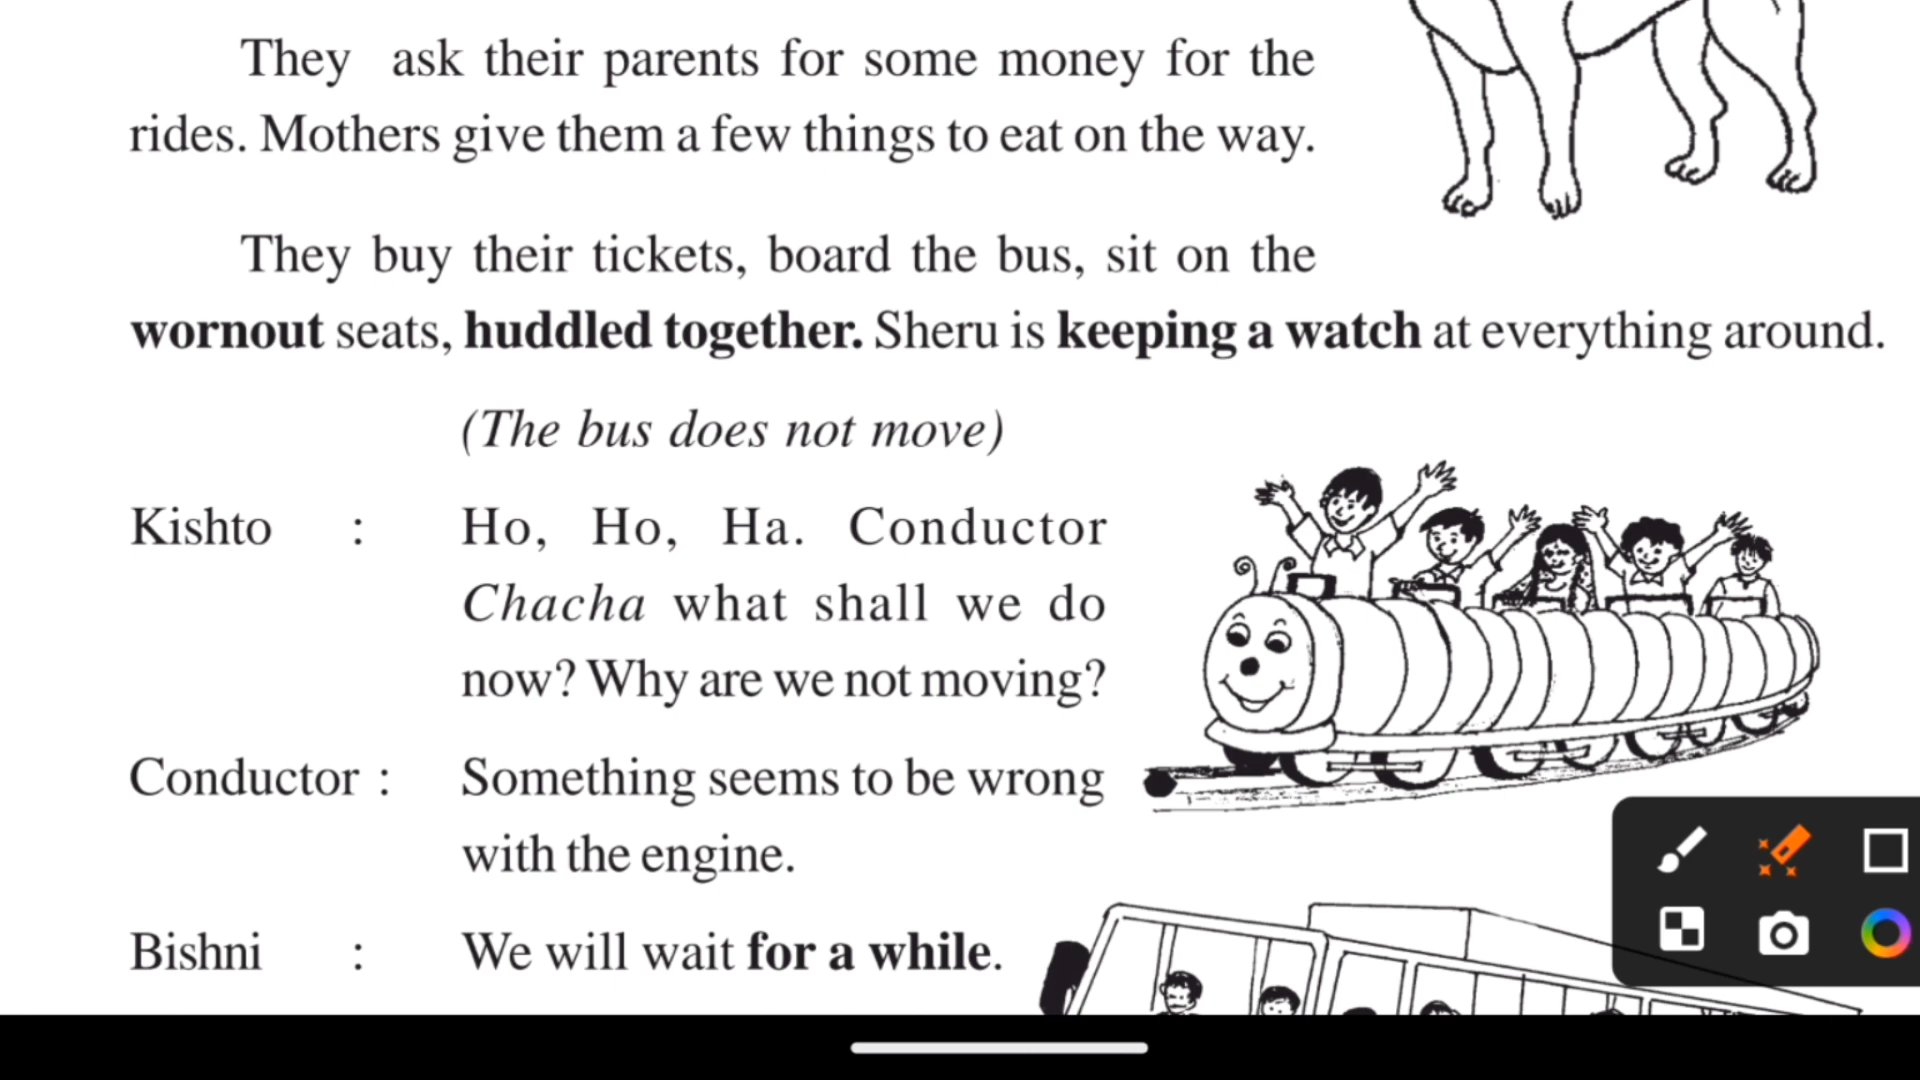 They ask their parents for some money for the
rides. Mothers give them a few things to eat on the way.
They buy their tickets, board the bus, sit on the
wornout seats, huddled together. Sheru is keeping a watch at everything around.
(The bus does not move)
Kishto : Ho, Ho, Ha. Conductor
Chacha what shall we do
now? Why are we not moving?
Conductor : Something seems to be wrong
with the engine.
Bishni : We will wait for a while.